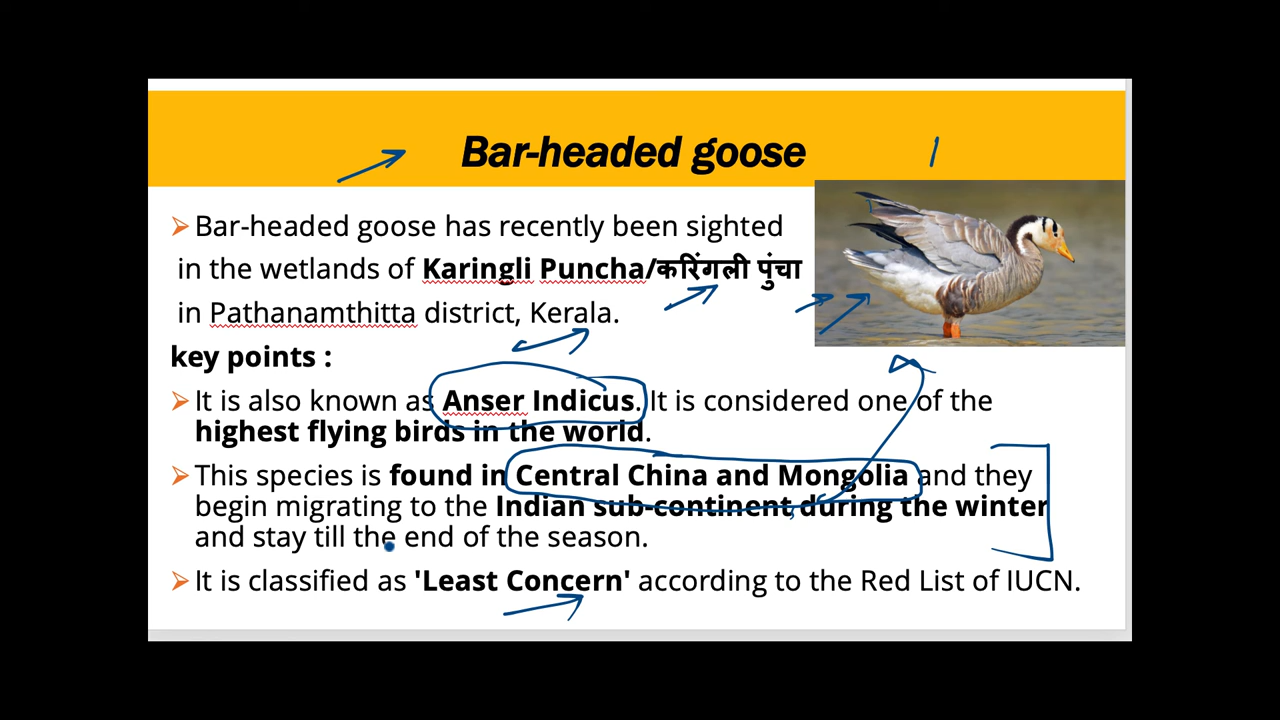 Bar-headed goose
Bar-headed goose has recently been sighted
in the wetlands of Karingli Puncha/करिंगली पुंचा
in Pathanamthitta district, Kerala.
key points :
It is also known as Anser Indicus. It is considered one of the
highest flying birds in the world.
This species is found in Central China and Mongolia and they
begin migrating to the Indian sub-continent during the winter
and stay till the end of the season.
It is classified as 'Least Concern' according to the Red List of IUCN.